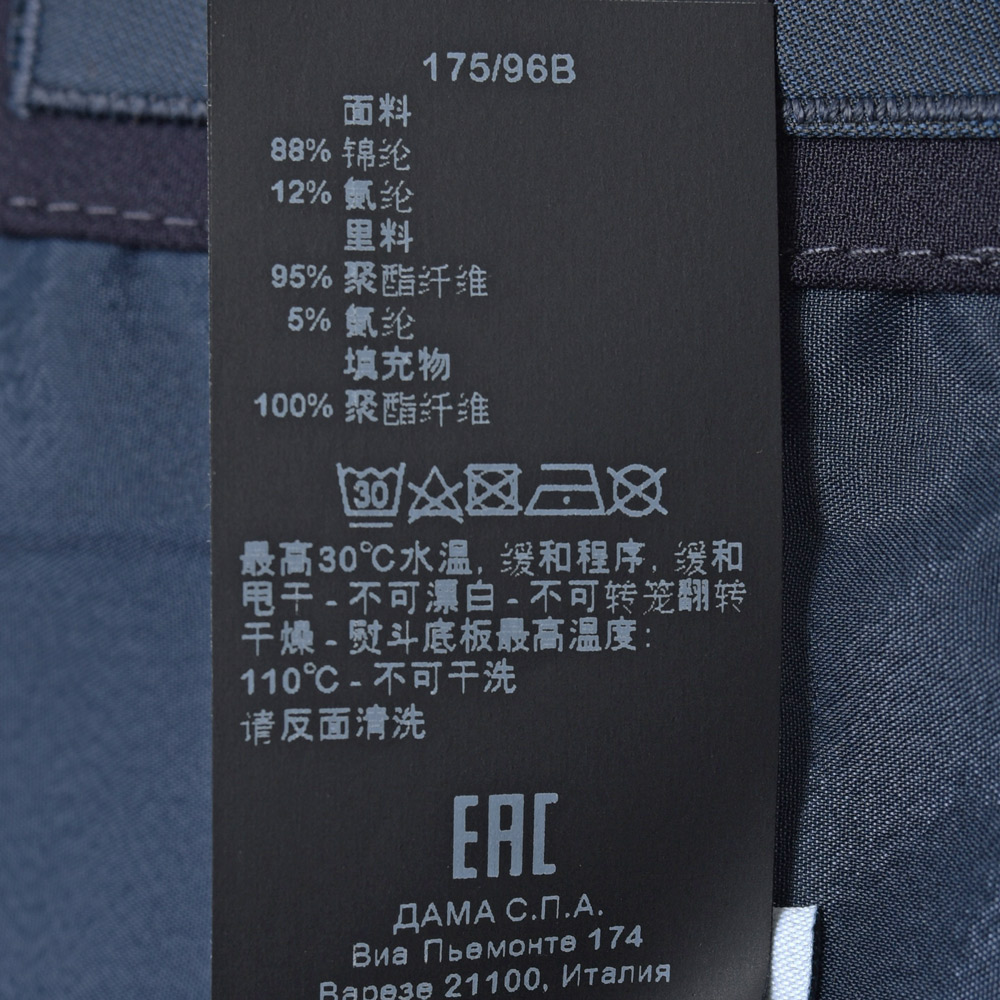 175/96B
面料
88% 锦纶
12% 氨纶
里料
95% 聚酯纤维
5% 氨纶
填充物
100% 聚酯纤维
30
最高30℃水温, 缓和程序, 缓和
甩干 - 不可漂白 - 不可转笼翻转
干燥 - 熨斗底板最高温度:
110℃ - 不可干洗
请反面清洗
EAC
ДАМА С.П.А.
Виа Пьемонте 174
Варезе 21100, Италия